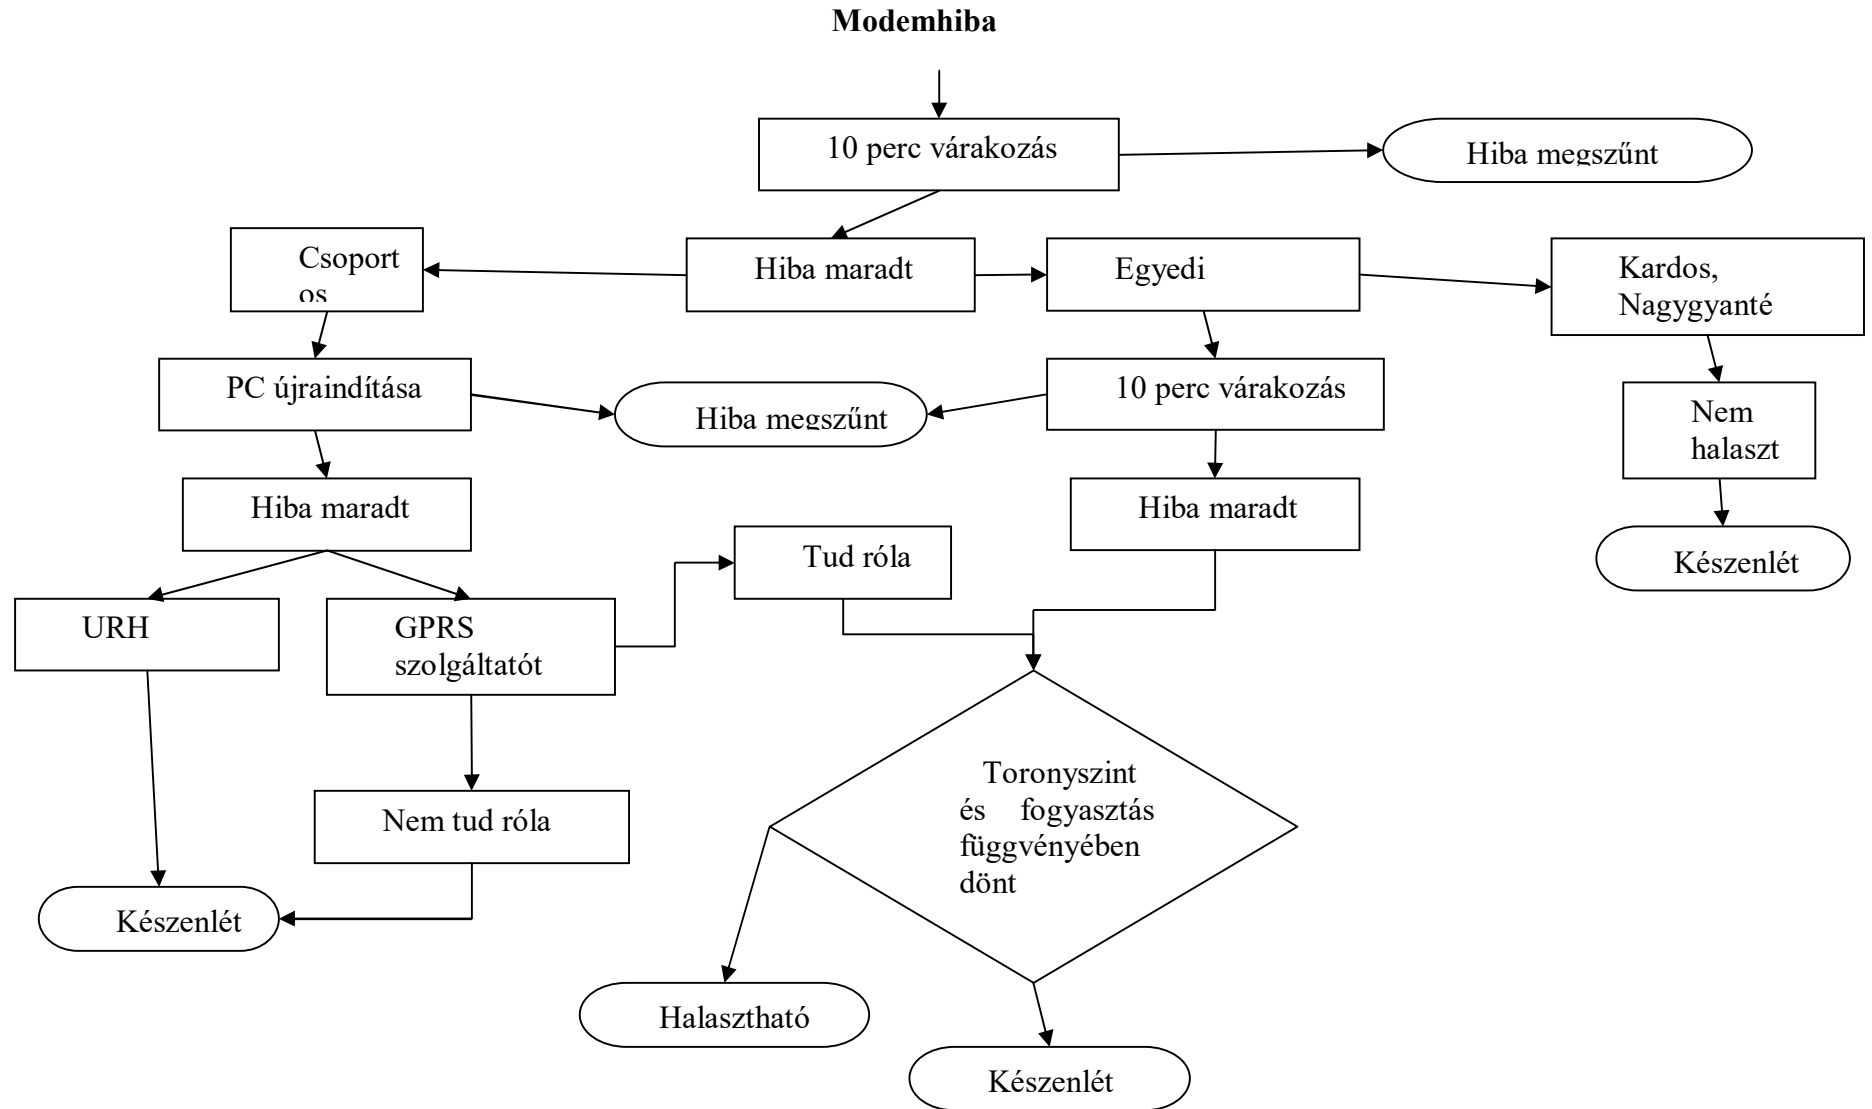 Modemhiba
10 perc várakozás
Hiba megszűnt
Csoport
os
Hiba maradt
Egyedi
Kardos,
Nagygyanté
PC újraindítása
Hiba megszűnt
10 perc várakozás
Nem
halaszt
Hiba maradt
Hiba maradt
Tud róla
Készenlét
URH
GPRS
szolgáltatót
Toronyszint
és fogyasztás
függvényében
dönt
Nem tud róla
Készenlét
Halasztható
Készenlét